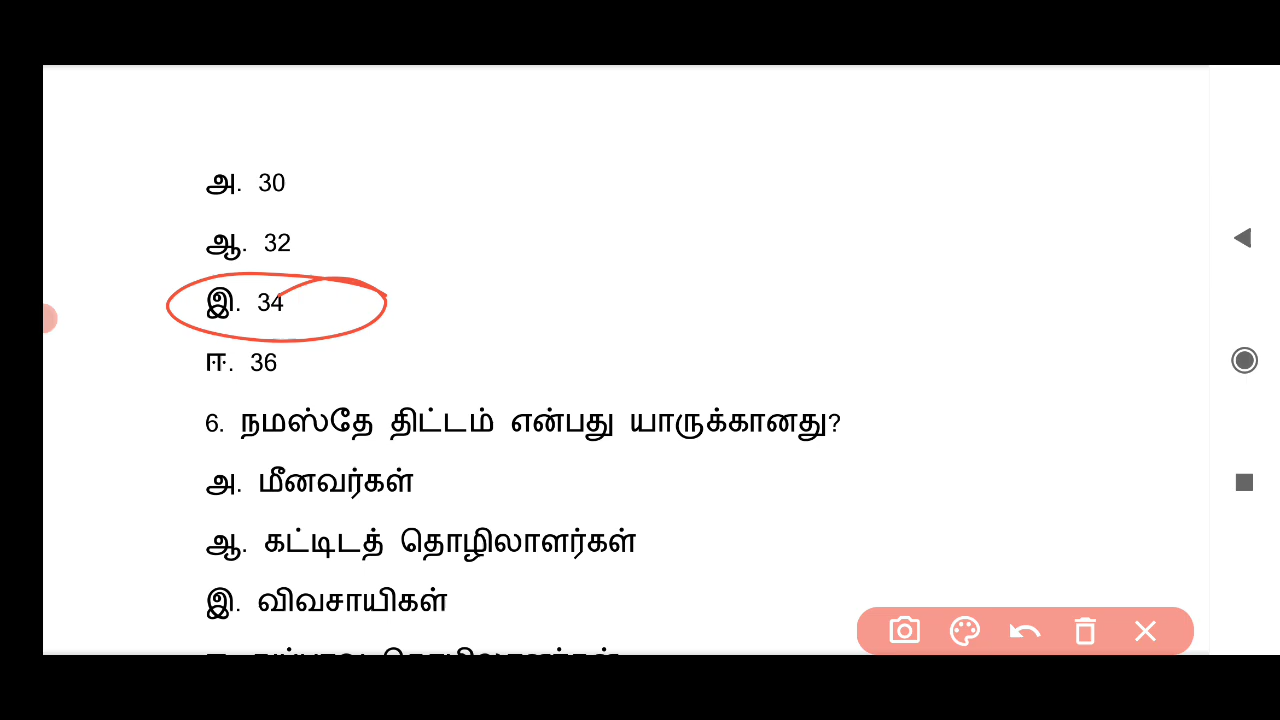 அ. 30
ஆ. 32
இ. 34
ஈ. 36
6. நமஸ்தே திட்டம் என்பது யாருக்கானது?
அ. மீனவர்கள்
ஆ. கட்டிடத் தொழிலாளர்கள்
இ. விவசாயிகள்